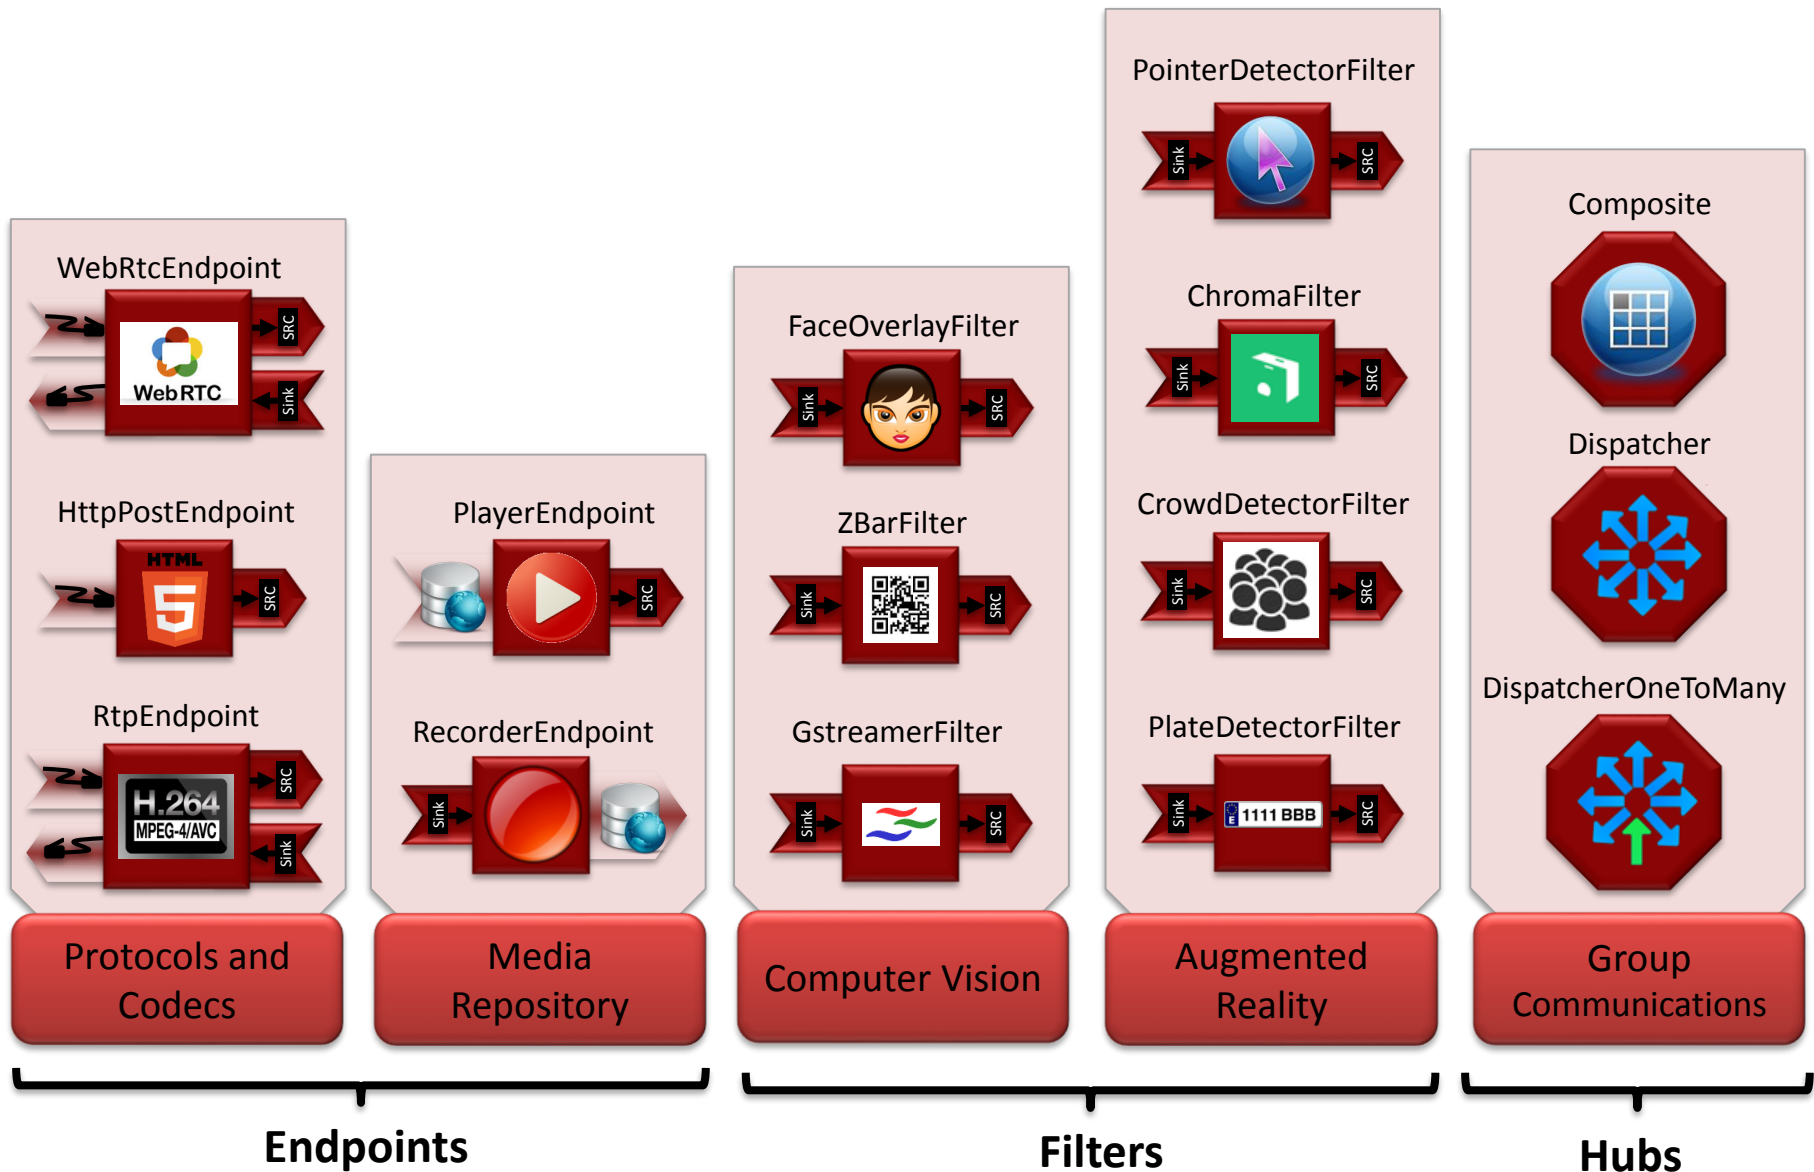 WebRtcEndpoint
SRC
WebRTC
Sink
HttpPostEndpoint
HTML
5
SRC
RtpEndpoint
SRC
H.264
MPEG-4/AVC
Sink
Protocols and
Codecs
PlayerEndpoint
SRC
RecorderEndpoint
Sink
Media
Repository
FaceOverlayFilter
Sink
SRC
ZBarFilter
Sink
SRC
GstreamerFilter
Sink
SRC
Computer Vision
PointerDetectorFilter
Sink
SRC
ChromaFilter
Sink
SRC
CrowdDetectorFilter
Sink
SRC
PlateDetectorFilter
Sink
E 1111 BBB
SRC
Augmented
Reality
Composite
Dispatcher
DispatcherOneToMany
Group
Communications
Endpoints
Filters
Hubs